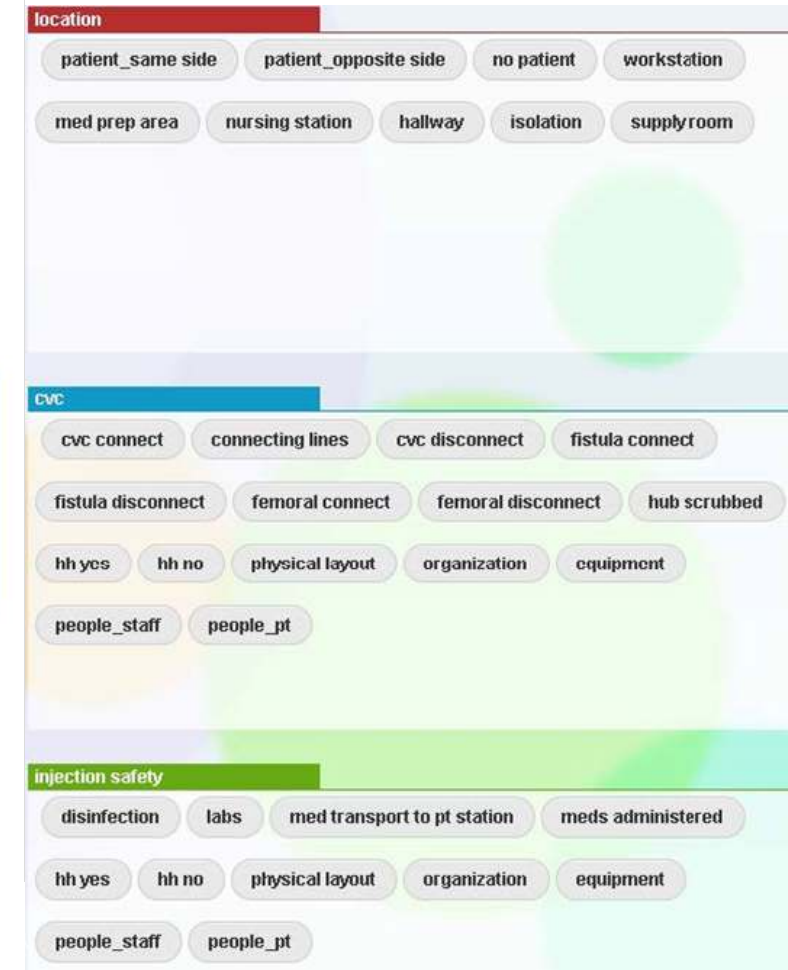 location
patient_same side patient_opposite side no patient workstation
med prep area nursing station hallway isolation supply room
cvc
cvc connect connecting lines cvc disconnect fistula connect
fistula disconnect femoral connect femoral disconnect hub scrubbed
hh yes hh no physical layout organization equipment
people_staff people_pt
injection safety
disinfection labs med transport to pt station meds administered
hh yes hh no physical layout organization equipment
people_staff people_pt